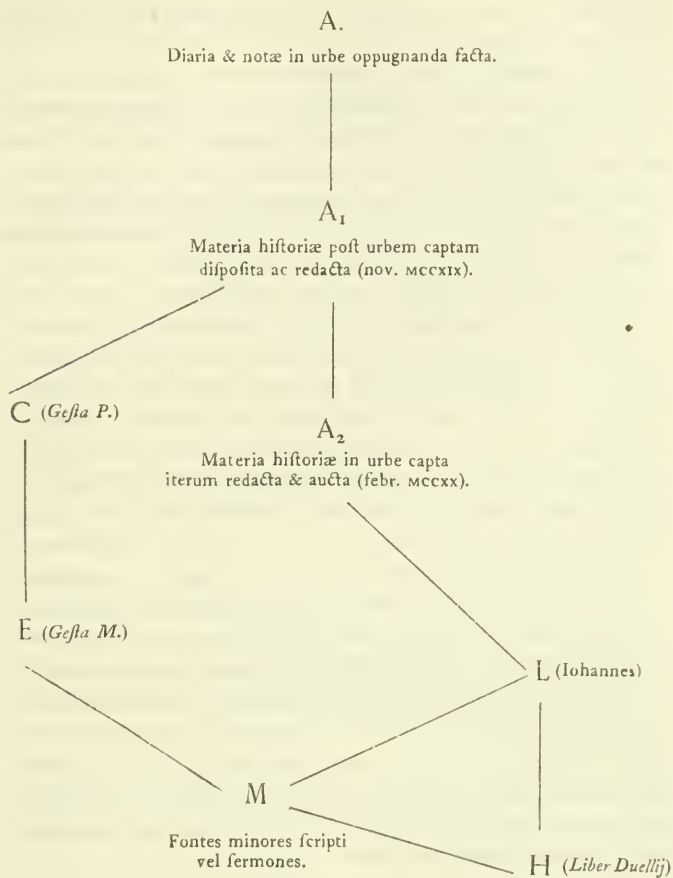 A.
Diaria & notæ in urbe oppugnanda facta.
A₁
Materia hiſtoriæ poſt urbem captam
diſpoſita ac redacta (nov. MCCXIX).
C (Geſta P.)
A₂
Materia hiſtoriæ in urbe capta
iterum redacta & aucta (febr. MCCXX).
E (Geſta M.)
L (Iohannes)
M
Fontes minores ſcripti
vel ſermones.
H (Liber Duellij)